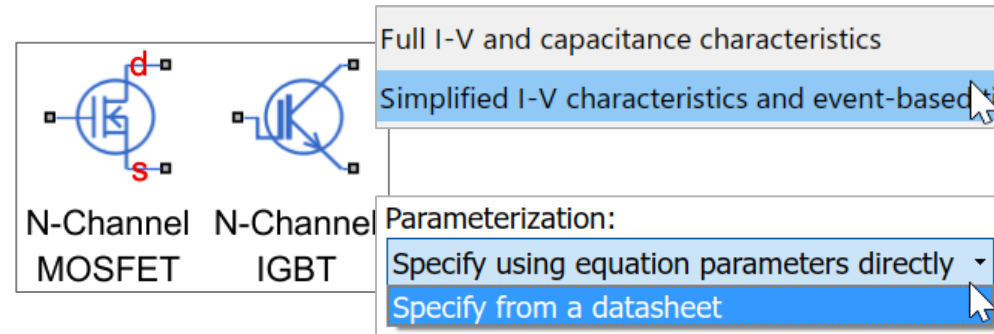 Full I-V and capacitance characteristics
Simplified I-V characteristics and event-based
d
s
N-Channel N-Channel
MOSFET IGBT
Parameterization:
Specify using equation parameters directly
Specify from a datasheet